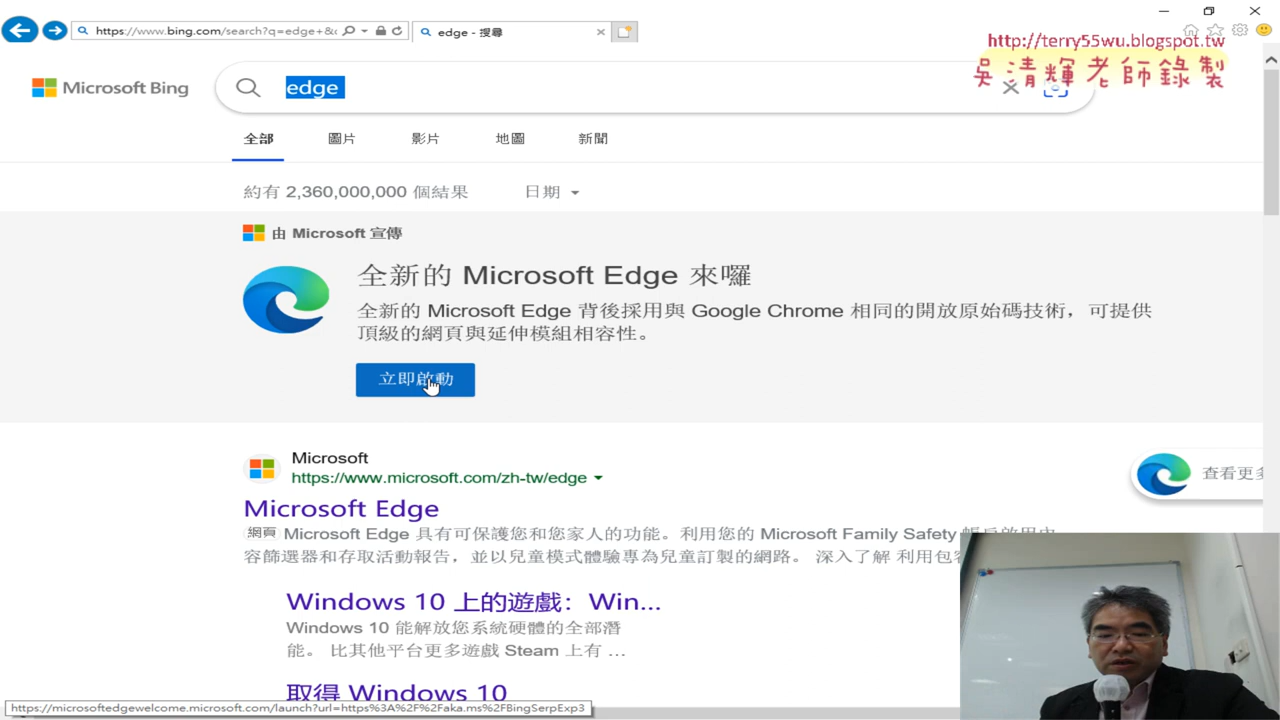 https://www.bing.com/search?q=edge+&
edge - 搜尋
http://terry55wu.blogspot.tw
吳清輝老師錄製
Microsoft Bing
edge
全部
圖片
影片
地圖
新聞
約有 2,360,000,000 個結果
日期
由 Microsoft 宣傳
全新的 Microsoft Edge 來囉
全新的 Microsoft Edge 背後採用與 Google Chrome 相同的開放原始碼技術，可提供
頂級的網頁與延伸模組相容性。
立即啟動
Microsoft
https://www.microsoft.com/zh-tw/edge
查看更多
Microsoft Edge
網頁 Microsoft Edge 具有可保護您和您家人的功能。利用您的 Microsoft Family Safety 帳戶啟用內
容篩選器和存取活動報告，並以兒童模式體驗專為兒童訂製的網路。 深入了解 利用包
Windows 10 上的遊戲：Win...
Windows 10 能解放您系統硬體的全部潛
能。 比其他平台更多遊戲 Steam 上有 ...
取得 Windows 10
https://microsoftedgewelcome.microsoft.com/launch?url=https%3A%2F%2Faka.ms%2FBingSerpExp3